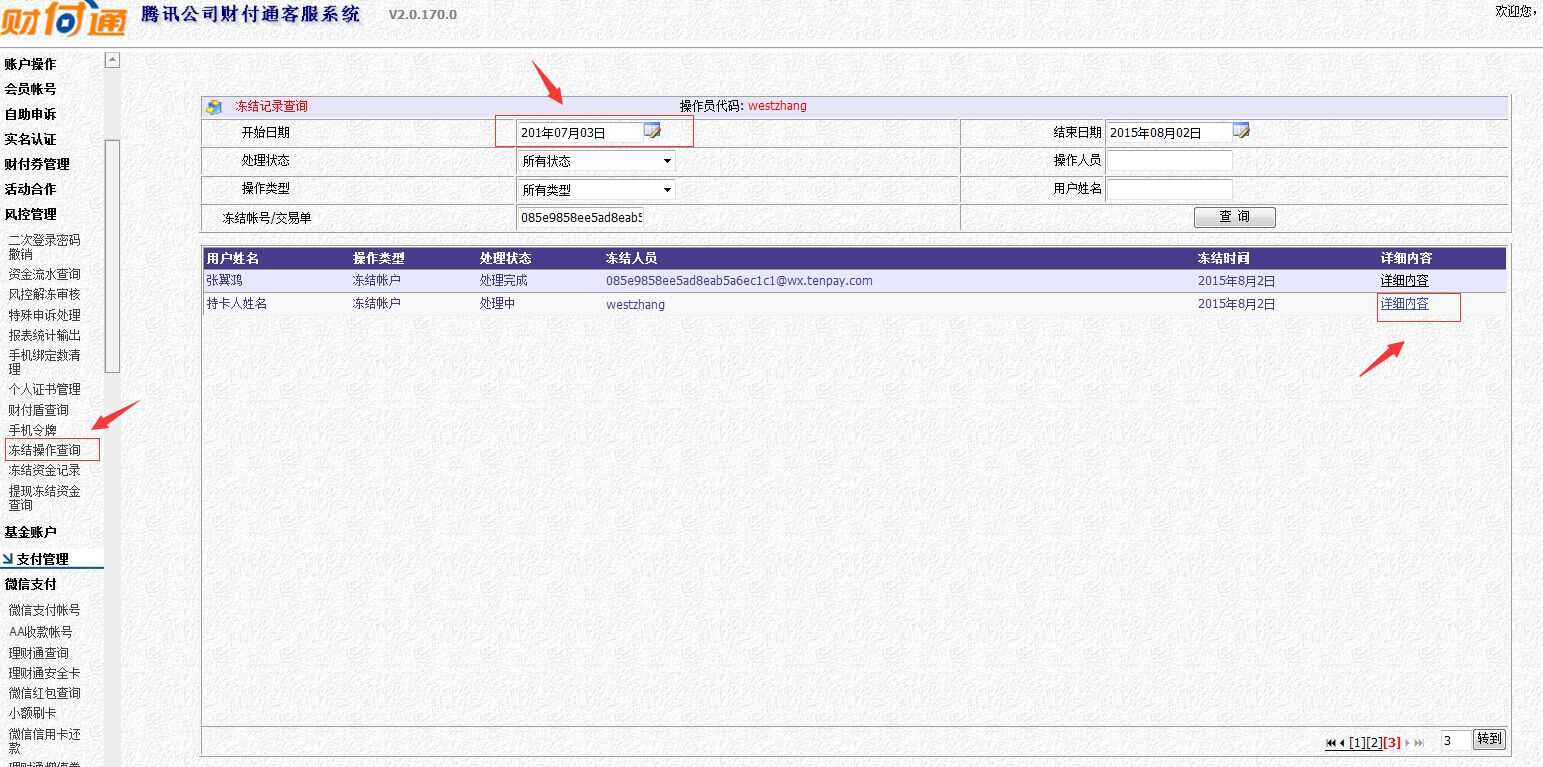 财付通 腾讯公司财付通客服系统 V2.0.170.0 欢迎您,
账户操作
会员帐号
自助申诉
实名认证
财付券管理
活动合作
风控管理
二次登录密码
撤销
资金流水查询
风控解冻审核
特殊申诉处理
报表统计输出
手机绑定数清
理
个人证书管理
财付盾查询
手机令牌
冻结操作查询
冻结资金记录
提现冻结资金
查询
基金账户
支付管理
微信支付
微信支付帐号
AA收款帐号
理财通查询
理财通安全卡
微信红包查询
小额刷卡
微信信用卡还
款
冻结记录查询 操作员代码: westzhang
开始日期 201年07月03日 结束日期 2015年08月02日
处理状态 所有状态 操作人员
操作类型 所有类型 用户姓名
冻结帐号/交易单 085e9858ee5ad8eab5 查 询
用户姓名 操作类型 处理状态 冻结人员 冻结时间 详细内容
张翼鸿 冻结帐户 处理完成 085e9858ee5ad8eab5a6ec1c1@wx.tenpay.com 2015年8月2日 详细内容
持卡人姓名 冻结帐户 处理中 westzhang 2015年8月2日 详细内容
[1][2][3] 3 转到